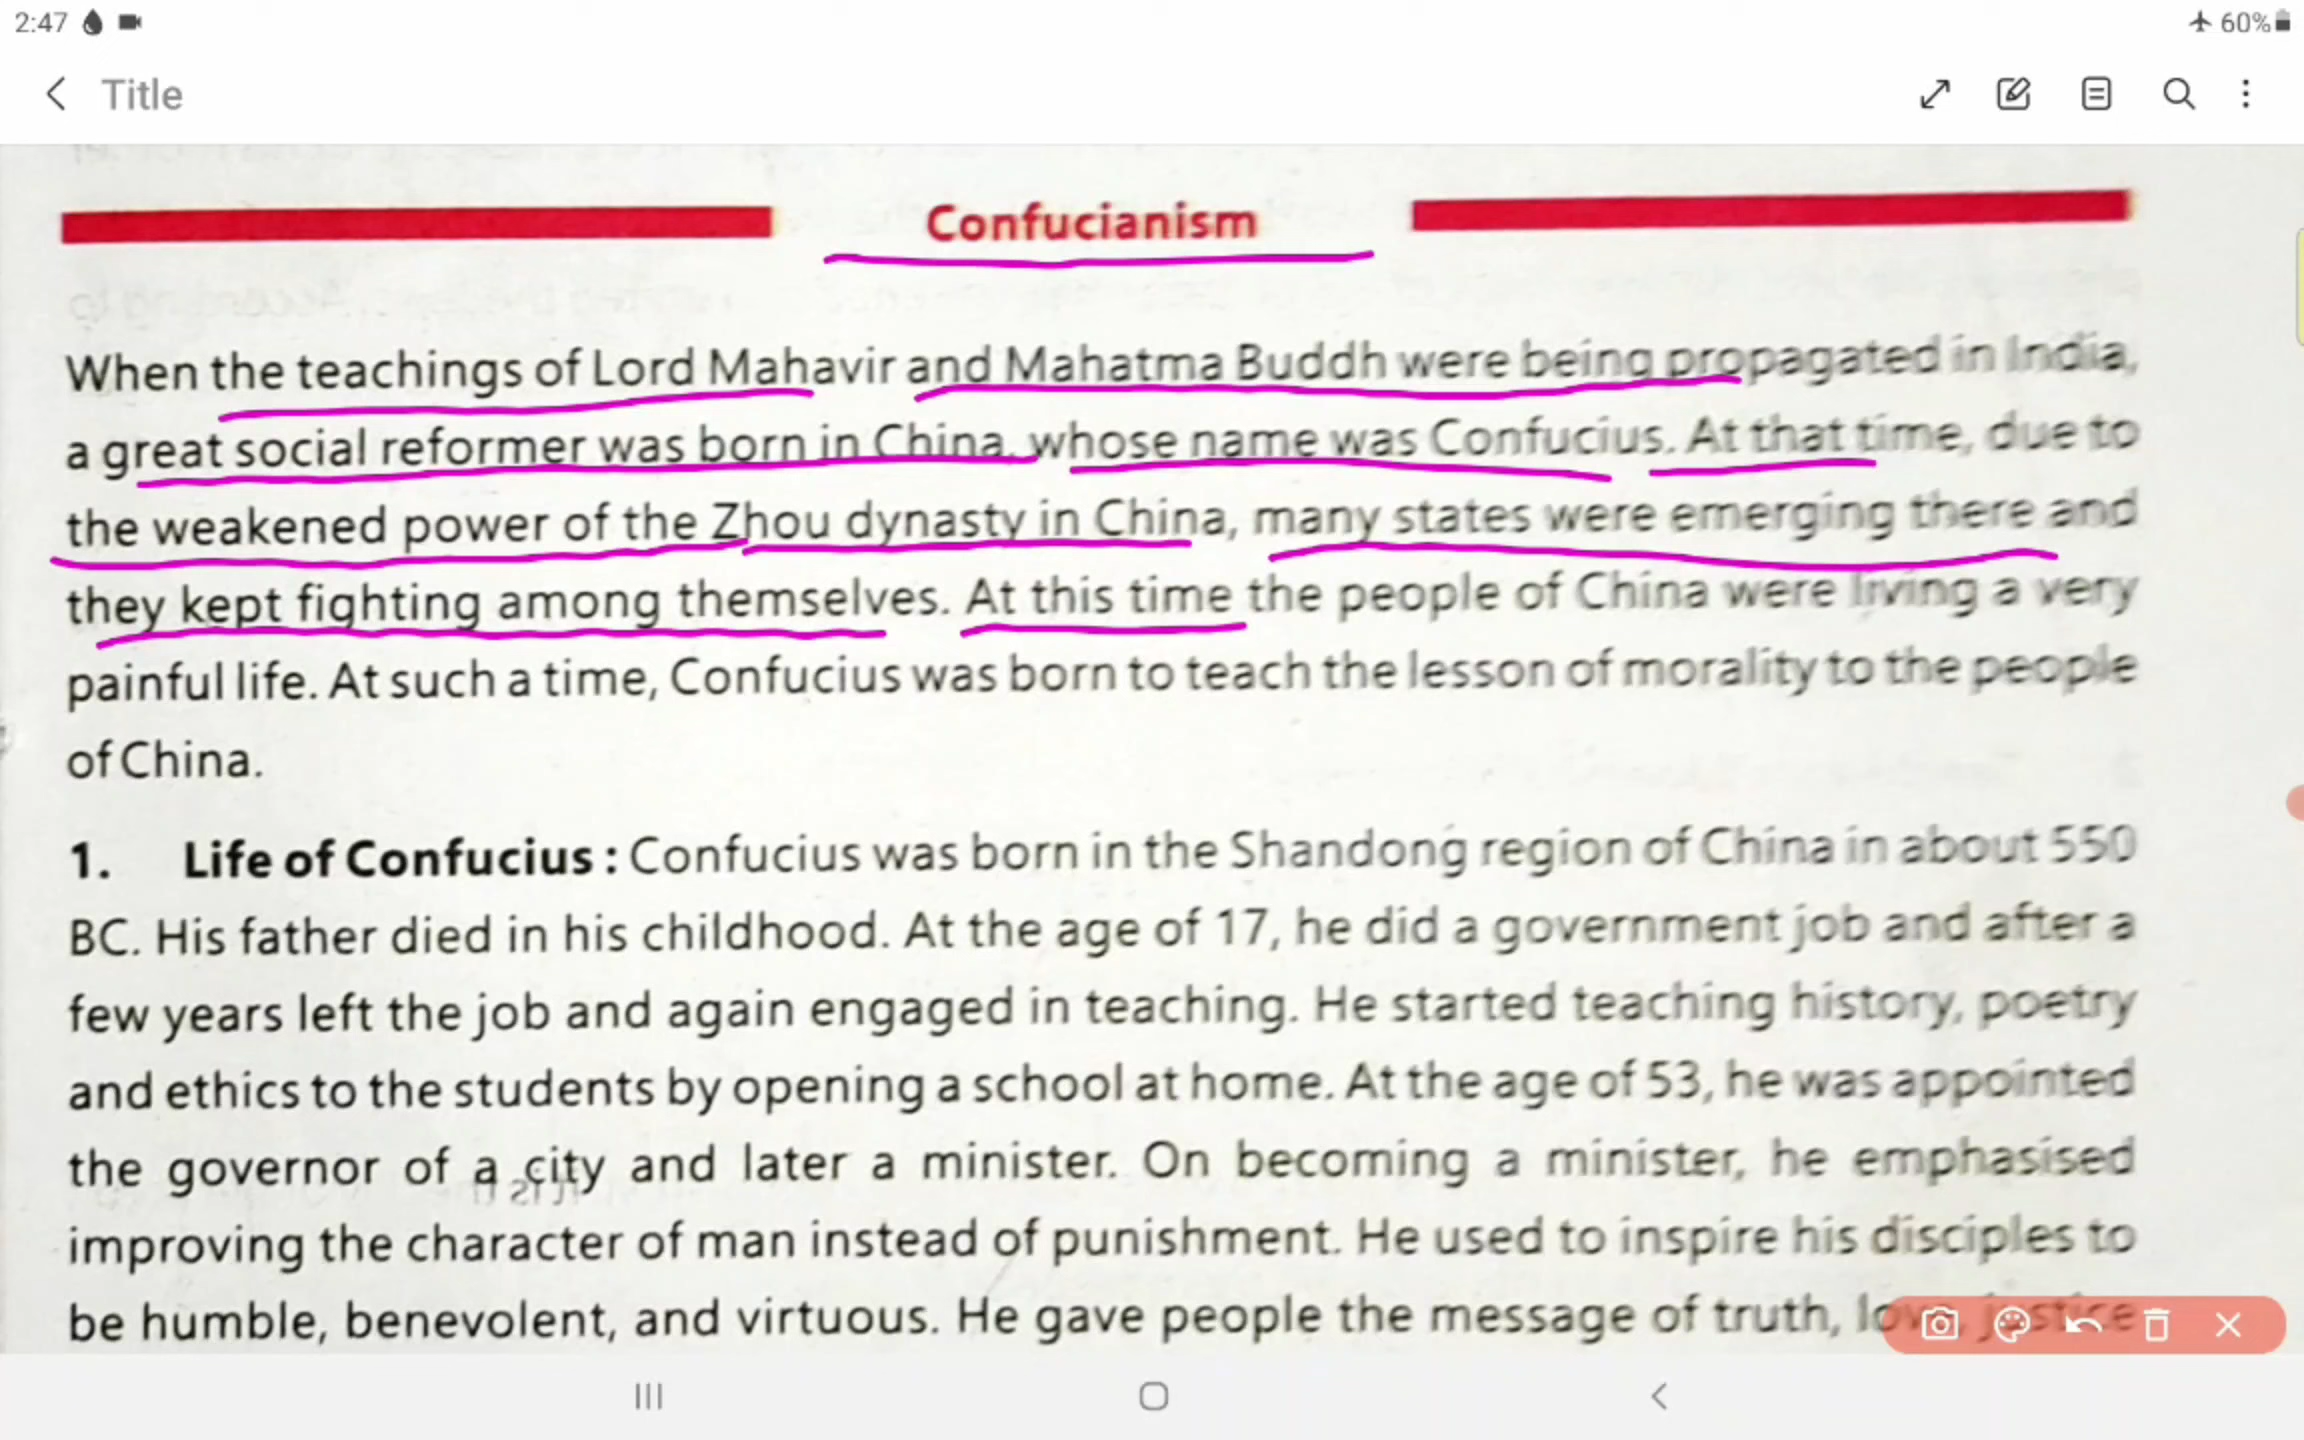 2:47
60%
Title
Confucianism
When the teachings of Lord Mahavir and Mahatma Buddh were being propagated in India,
a great social reformer was born in China, whose name was Confucius. At that time, due to
the weakened power of the Zhou dynasty in China, many states were emerging there and
they kept fighting among themselves. At this time the people of China were living a very
painful life. At such a time, Confucius was born to teach the lesson of morality to the people
of China.
1. Life of Confucius : Confucius was born in the Shandong region of China in about 550
BC. His father died in his childhood. At the age of 17, he did a government job and after a
few years left the job and again engaged in teaching. He started teaching history, poetry
and ethics to the students by opening a school at home. At the age of 53, he was appointed
the governor of a city and later a minister. On becoming a minister, he emphasised
improving the character of man instead of punishment. He used to inspire his disciples to
be humble, benevolent, and virtuous. He gave people the message of truth, love, justice